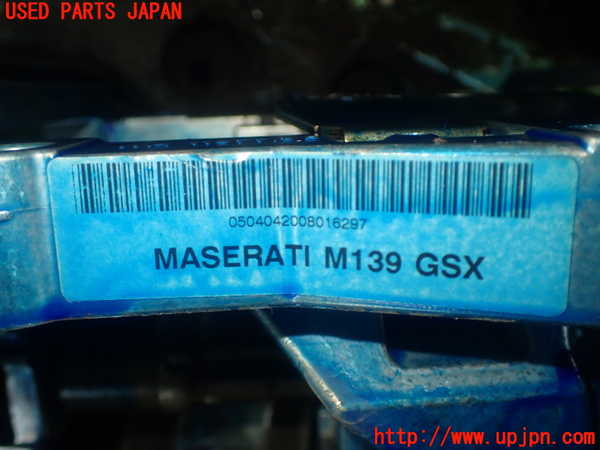 USED PARTS JAPAN
0504042008016297
MASERATI M139 GSX
http://www.upjpn.com/